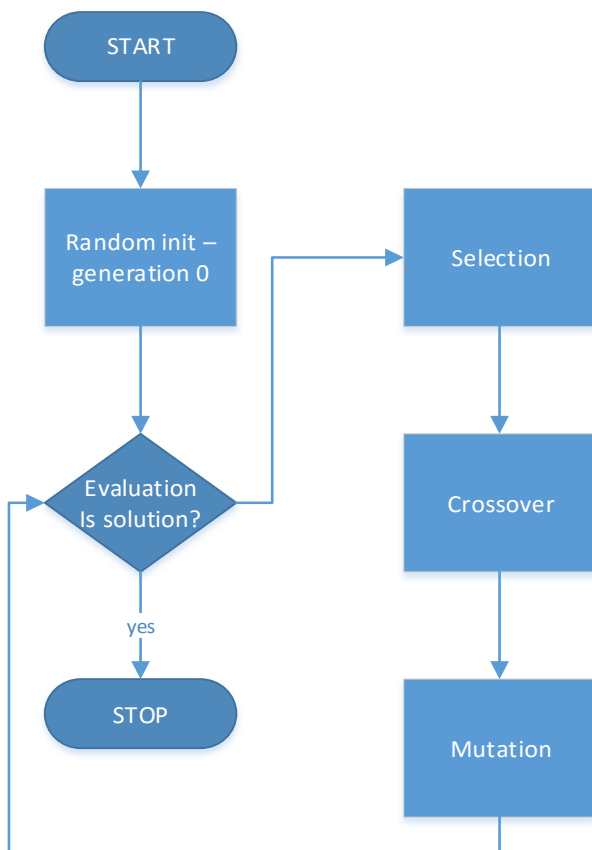 START
Random init –
generation 0
Evaluation
Is solution?
yes
STOP
Selection
Crossover
Mutation